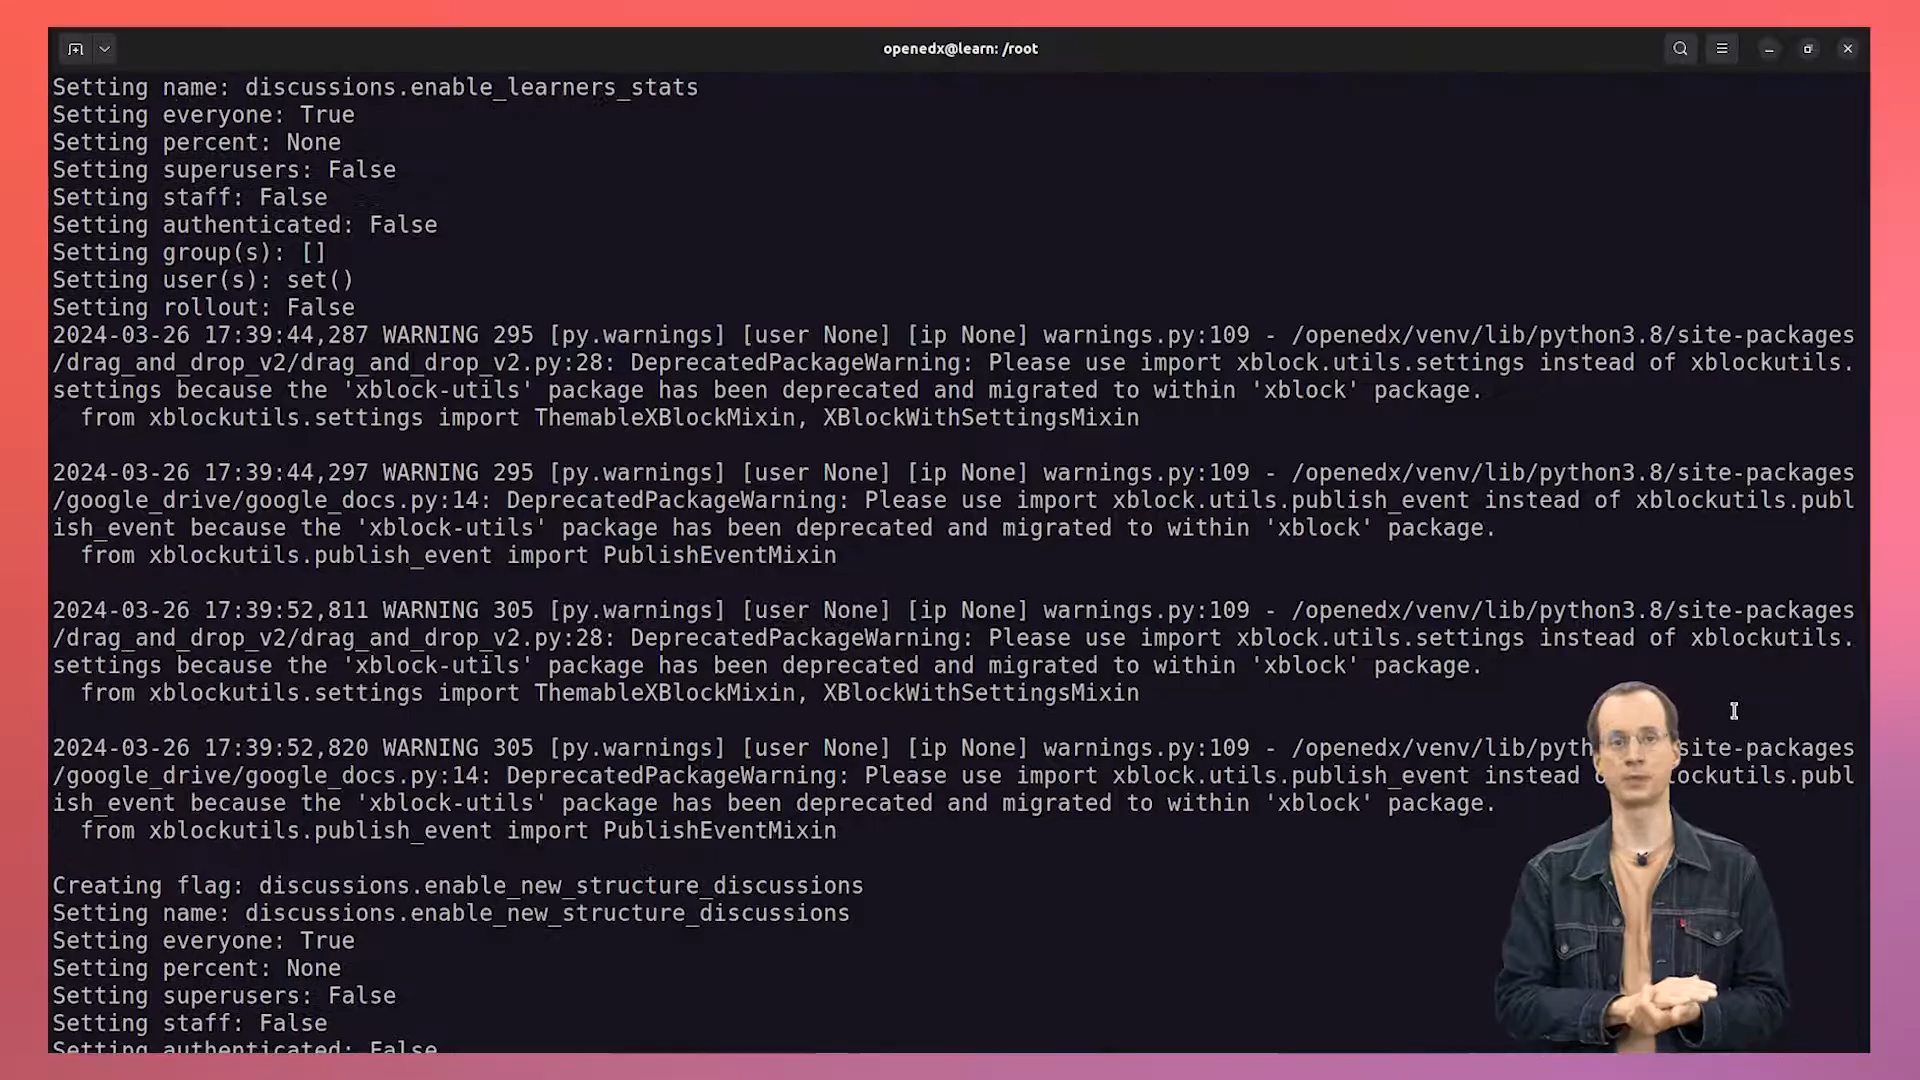 openedx@learn: /root
Setting name: discussions.enable_learners_stats
Setting everyone: True
Setting percent: None
Setting superusers: False
Setting staff: False
Setting authenticated: False
Setting group(s): []
Setting user(s): set()
Setting rollout: False
2024-03-26 17:39:44,287 WARNING 295 [py.warnings] [user None] [ip None] warnings.py:109 - /openedx/venv/lib/python3.8/site-packages
/drag_and_drop_v2/drag_and_drop_v2.py:28: DeprecatedPackageWarning: Please use import xblock.utils.settings instead of xblockutils.
settings because the 'xblock-utils' package has been deprecated and migrated to within 'xblock' package.
from xblockutils.settings import ThemableXBlockMixin, XBlockWithSettingsMixin
2024-03-26 17:39:44,297 WARNING 295 [py.warnings] [user None] [ip None] warnings.py:109 - /openedx/venv/lib/python3.8/site-packages
/google_drive/google_docs.py:14: DeprecatedPackageWarning: Please use import xblock.utils.publish_event instead of xblockutils.publ
ish_event because the 'xblock-utils' package has been deprecated and migrated to within 'xblock' package.
from xblockutils.publish_event import PublishEventMixin
2024-03-26 17:39:52,811 WARNING 305 [py.warnings] [user None] [ip None] warnings.py:109 - /openedx/venv/lib/python3.8/site-packages
/drag_and_drop_v2/drag_and_drop_v2.py:28: DeprecatedPackageWarning: Please use import xblock.utils.settings instead of xblockutils.
settings because the 'xblock-utils' package has been deprecated and migrated to within 'xblock' package.
from xblockutils.settings import ThemableXBlockMixin, XBlockWithSettingsMixin
2024-03-26 17:39:52,820 WARNING 305 [py.warnings] [user None] [ip None] warnings.py:109 - /openedx/venv/lib/pyth site-packages
/google_drive/google_docs.py:14: DeprecatedPackageWarning: Please use import xblock.utils.publish_event instead ockutils.publ
ish_event because the 'xblock-utils' package has been deprecated and migrated to within 'xblock' package.
from xblockutils.publish_event import PublishEventMixin
Creating flag: discussions.enable_new_structure_discussions
Setting name: discussions.enable_new_structure_discussions
Setting everyone: True
Setting percent: None
Setting superusers: False
Setting staff: False
Setting authenticated: False